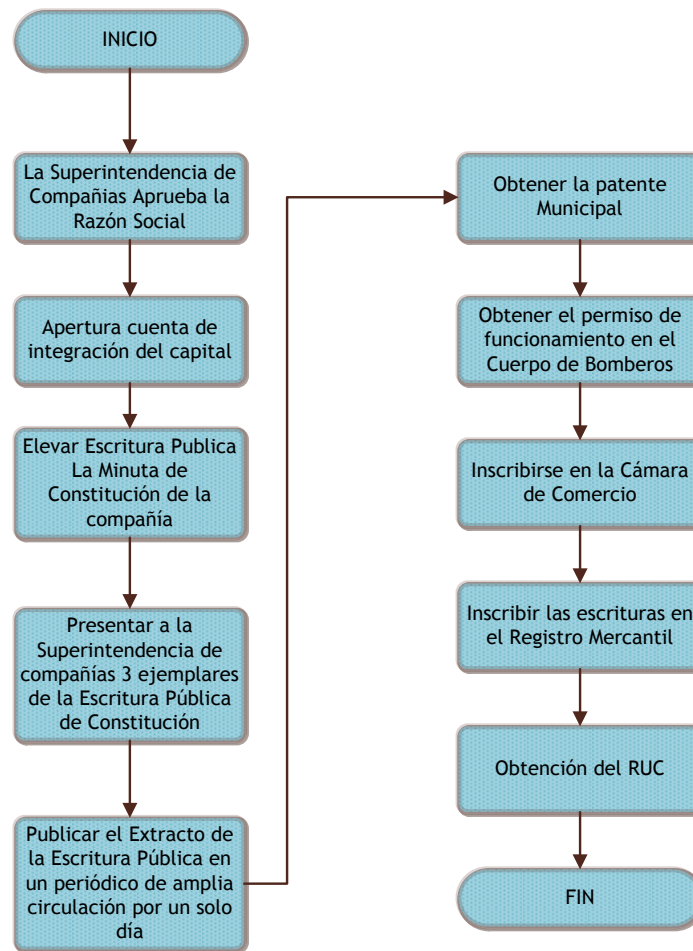 INICIO
La Superintendencia de
Compañias Aprueba la
Razón Social
Apertura cuenta de
integración del capital
Elevar Escritura Publica
La Minuta de
Constitución de la
compañía
Presentar a la
Superintendencia de
compañías 3 ejemplares
de la Escritura Pública
de Constitución
Publicar el Extracto de
la Escritura Pública en
un periódico de amplia
circulación por un solo
día
Obtener la patente
Municipal
Obtener el permiso de
funcionamiento en el
Cuerpo de Bomberos
Inscribirse en la Cámara
de Comercio
Inscribir las escrituras en
el Registro Mercantil
Obtención del RUC
FIN